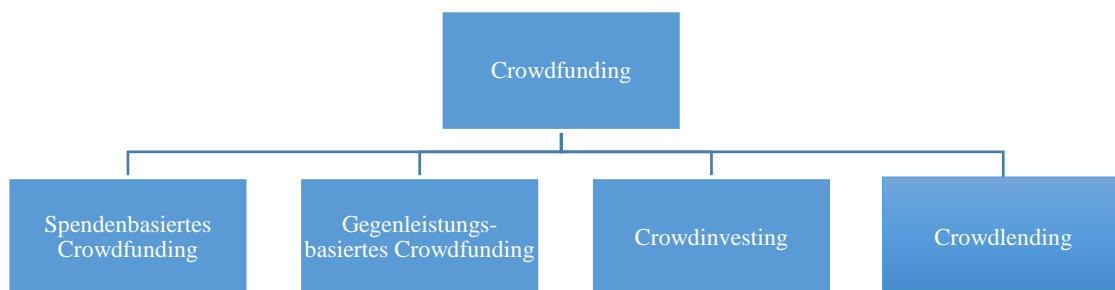 Crowdfunding
Spendenbasiertes
Crowdfunding
Gegenleistungs-
basiertes Crowdfunding
Crowdinvesting
Crowdlending